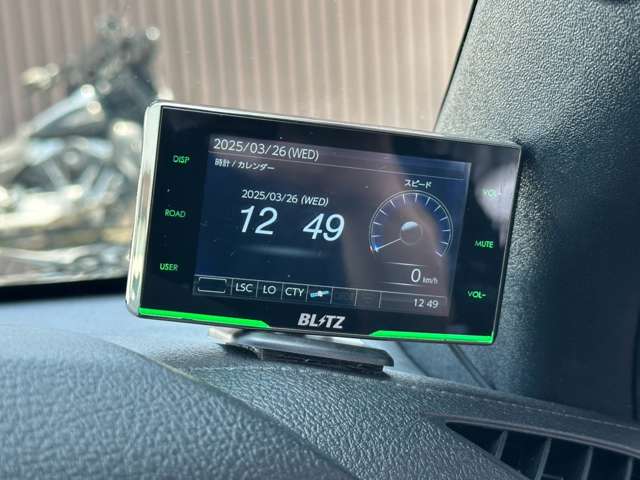 2025/03/26 (WED)
時計 / カレンダー
DISP
ROAD
USER
2025/03/26 (WED)
12 49
スピード
0 km/h
VOL+
MUTE
VOL-
LSC LO CTY
12 49
BLITZ